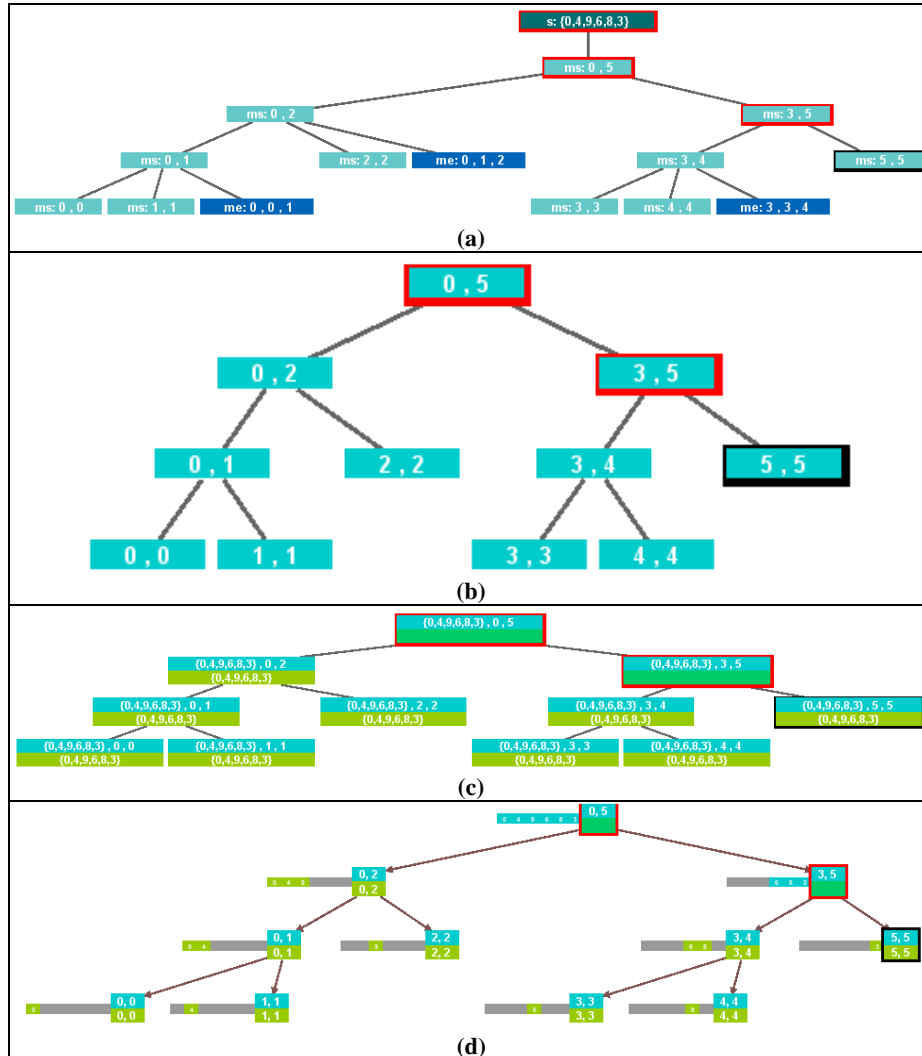 s: {0,4,9,6,8,3}
ms: 0 , 5
ms: 0 , 2
ms: 3 , 5
ms: 0 , 1
ms: 2 , 2
me: 0 , 1 , 2
ms: 3 , 4
ms: 5 , 5
ms: 0 , 0
ms: 1 , 1
me: 0 , 0 , 1
ms: 3 , 3
ms: 4 , 4
me: 3 , 3 , 4
(a)
0 , 5
0 , 2
3 , 5
0 , 1
2 , 2
3 , 4
5 , 5
0 , 0
1 , 1
3 , 3
4 , 4
(b)
{0,4,9,6,8,3} , 0 , 5
{0,4,9,6,8,3} , 0 , 2
{0,4,9,6,8,3}
{0,4,9,6,8,3} , 3 , 5
{0,4,9,6,8,3} , 0 , 1
{0,4,9,6,8,3}
{0,4,9,6,8,3} , 2 , 2
{0,4,9,6,8,3}
{0,4,9,6,8,3} , 3 , 4
{0,4,9,6,8,3}
{0,4,9,6,8,3} , 5 , 5
{0,4,9,6,8,3}
{0,4,9,6,8,3} , 0 , 0
{0,4,9,6,8,3}
{0,4,9,6,8,3} , 1 , 1
{0,4,9,6,8,3}
{0,4,9,6,8,3} , 3 , 3
{0,4,9,6,8,3}
{0,4,9,6,8,3} , 4 , 4
{0,4,9,6,8,3}
(c)
0, 5
0 4 9 6 8 3
0, 2
0 4 9
0, 2
3, 5
6 8 3
0, 1
0 4
0, 1
2, 2
9
2, 2
3, 4
6 8
3, 4
5, 5
3
5, 5
0, 0
0
0, 0
1, 1
4
1, 1
3, 3
6
3, 3
4, 4
8
4, 4
(d)